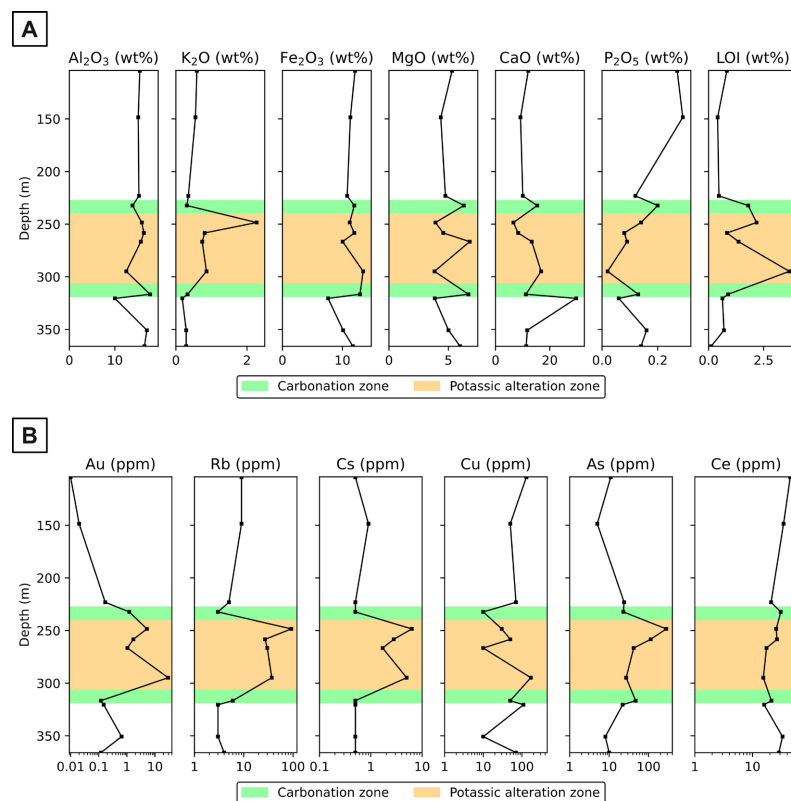 A
Al₂O₃ (wt%) K₂O (wt%) Fe₂O₃ (wt%) MgO (wt%) CaO (wt%) P₂O₅ (wt%) LOI (wt%)
150
200
250
300
350
Depth (m)
0 10 0 2 0 10 0 5 0 10 20 0.0 0.2 0.0 2.5
Carbonation zone Potassic alteration zone
B
Au (ppm) Rb (ppm) Cs (ppm) Cu (ppm) As (ppm) Ce (ppm)
150
200
250
300
350
Depth (m)
0.01 0.1 1 10 1 10 100 0.1 1 10 1 10 100 1 10 100 1 10
Carbonation zone Potassic alteration zone